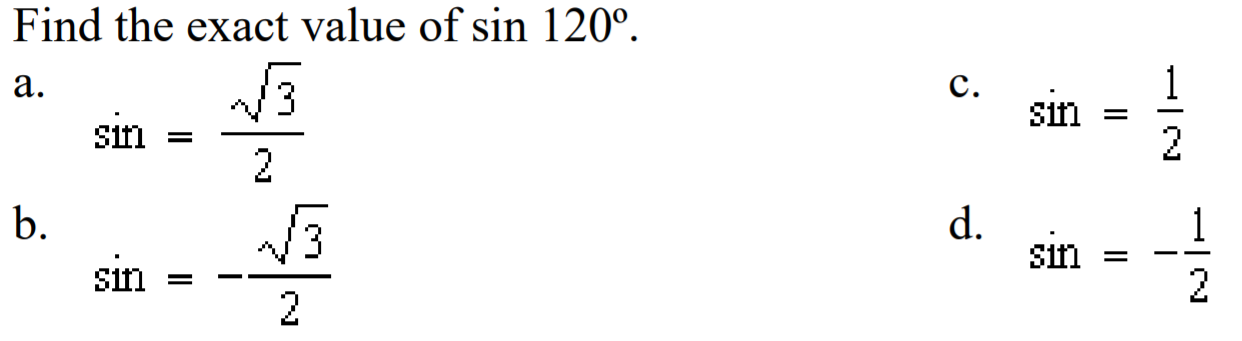 Find the exact value of sin 120º.
a. sin = √3/2
c. sin = 1/2
b. sin = -√3/2
d. sin = -1/2